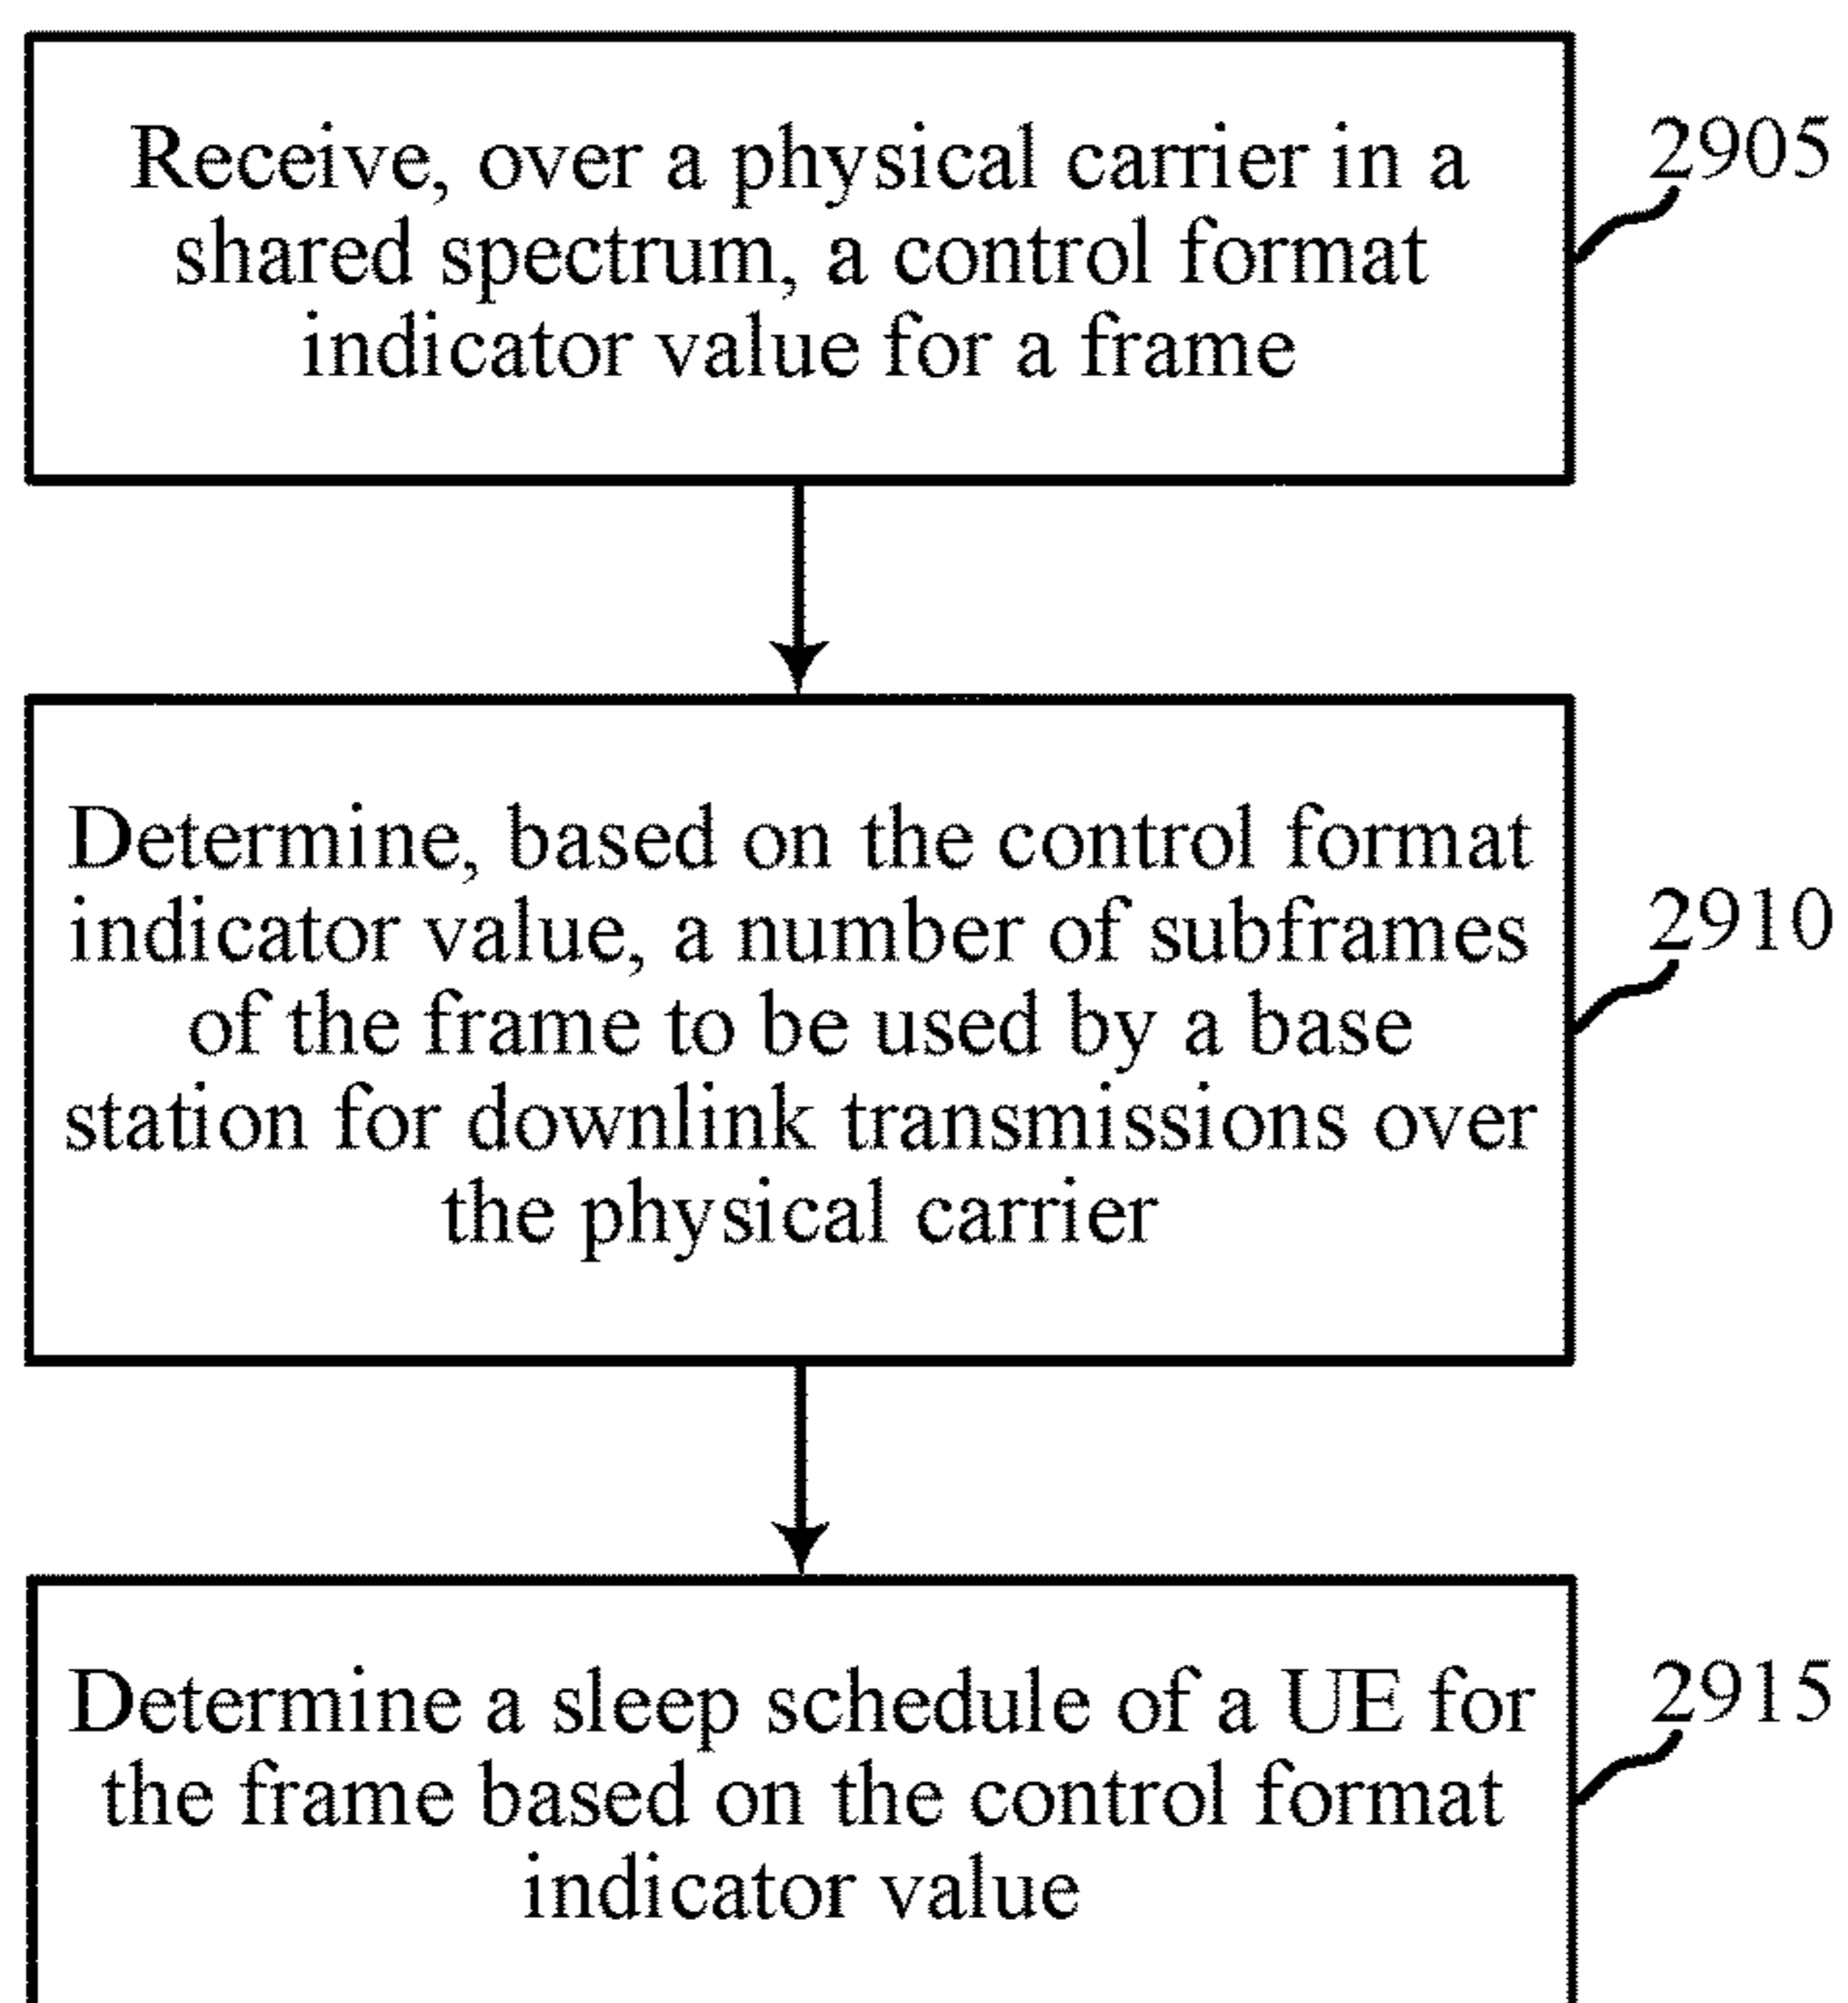 Receive, over a physical carrier in a
shared spectrum, a control format
indicator value for a frame
2905
Determine, based on the control format
indicator value, a number of subframes
of the frame to be used by a base
station for downlink transmissions over
the physical carrier
2910
Determine a sleep schedule of a UE for
the frame based on the control format
indicator value
2915